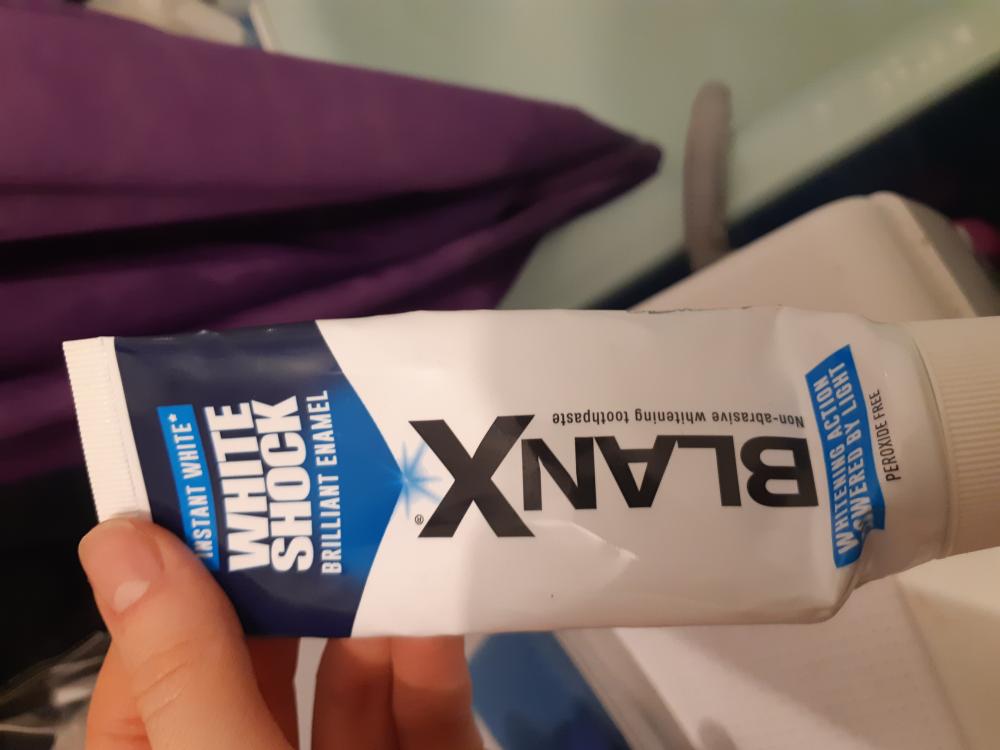 INSTANT WHITE*
WHITE
SHOCK
BRILLIANT ENAMEL
BLANX®
Non-abrasive whitening toothpaste
WHITENING ACTION
POWERED BY LIGHT
PEROXIDE FREE